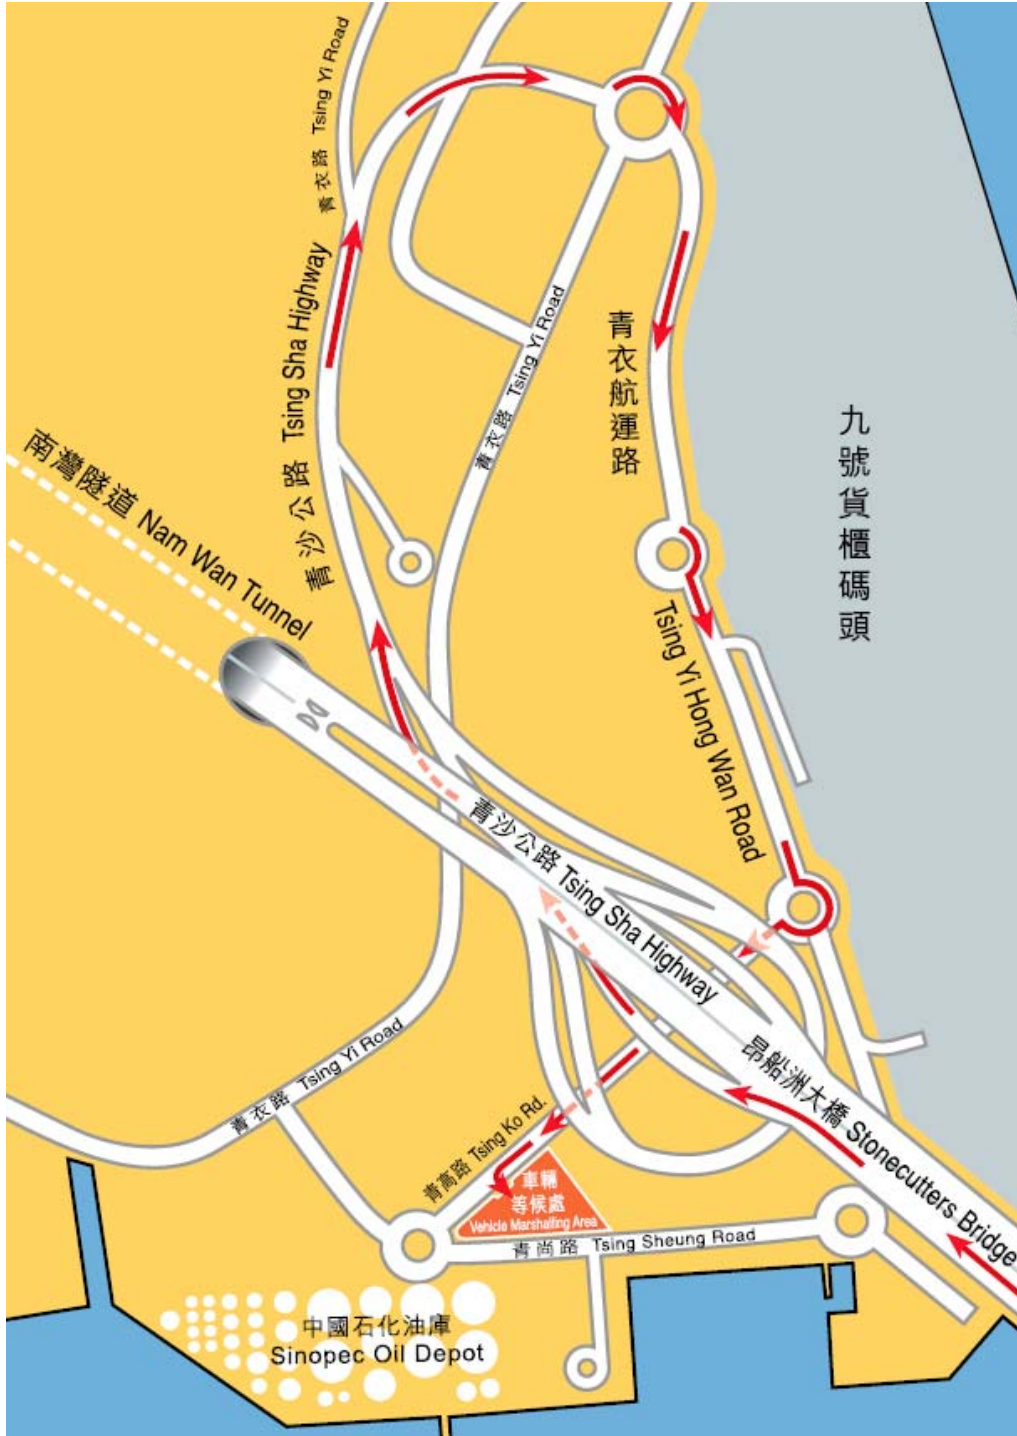 青衣路 Tsing Yi Road
青沙公路 Tsing Sha Highway
青衣路 Tsing Yi Road
青衣航運路
九號貨櫃碼頭
南灣隧道 Nam Wan Tunnel
Tsing Yi Hong Wan Road
青沙公路 Tsing Sha Highway
昂船洲大橋 Stonecutters Bridge
青衣路 Tsing Yi Road
青高路 Tsing Ko Rd.
車輛
等候處
Vehicle Marshalling Area
青尚路 Tsing Sheung Road
中國石化油庫
Sinopec Oil Depot